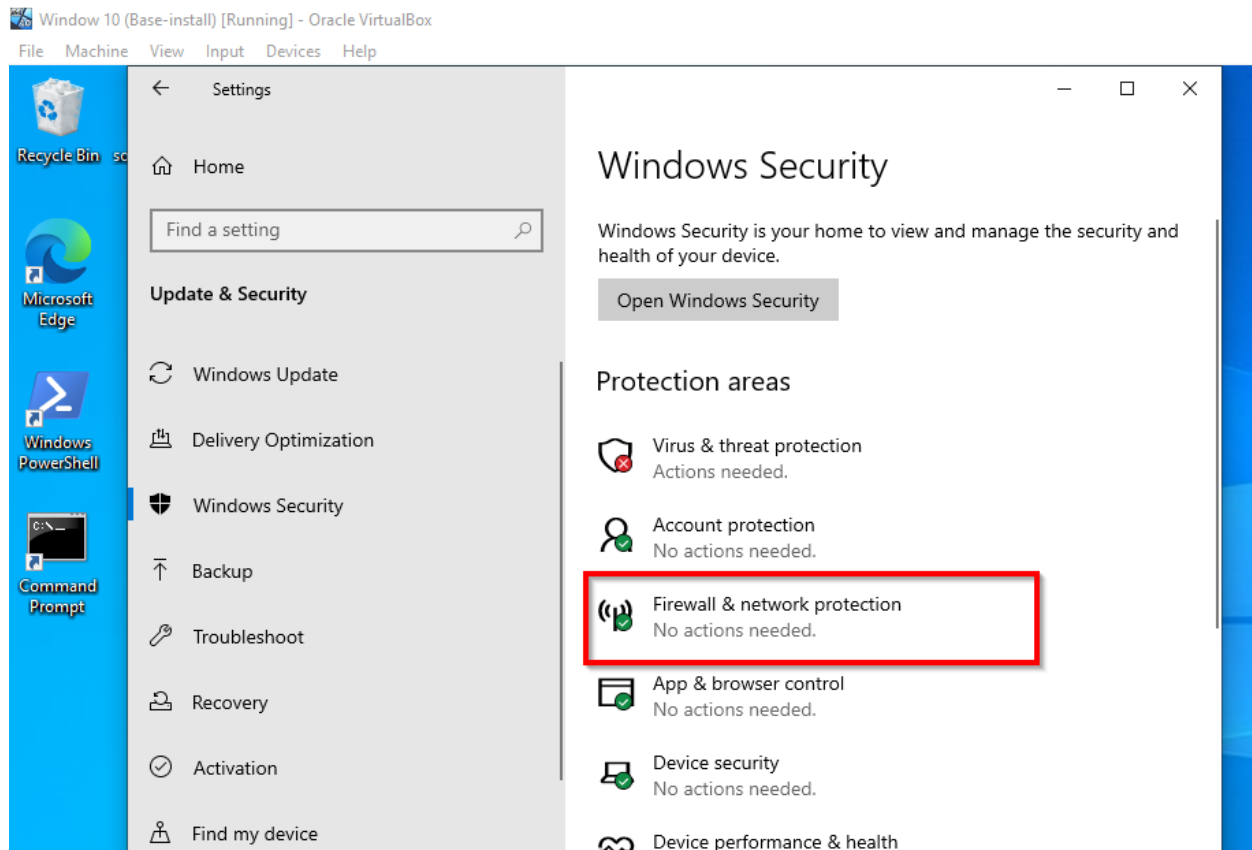 Window 10 (Base-install) [Running] - Oracle VirtualBox
File Machine View Input Devices Help
Recycle Bin
Microsoft
Edge
Windows
PowerShell
C:\_
Command
Prompt
Settings
Home
Find a setting
Update & Security
Windows Update
Delivery Optimization
Windows Security
Backup
Troubleshoot
Recovery
Activation
Find my device
Windows Security
Windows Security is your home to view and manage the security and
health of your device.
Open Windows Security
Protection areas
Virus & threat protection
Actions needed.
Account protection
No actions needed.
Firewall & network protection
No actions needed.
App & browser control
No actions needed.
Device security
No actions needed.
Device performance & health